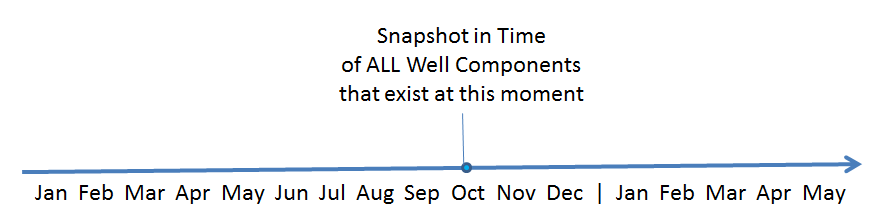 Snapshot in Time
of ALL Well Components
that exist at this moment
Jan Feb Mar Apr May Jun Jul Aug Sep Oct Nov Dec | Jan Feb Mar Apr May